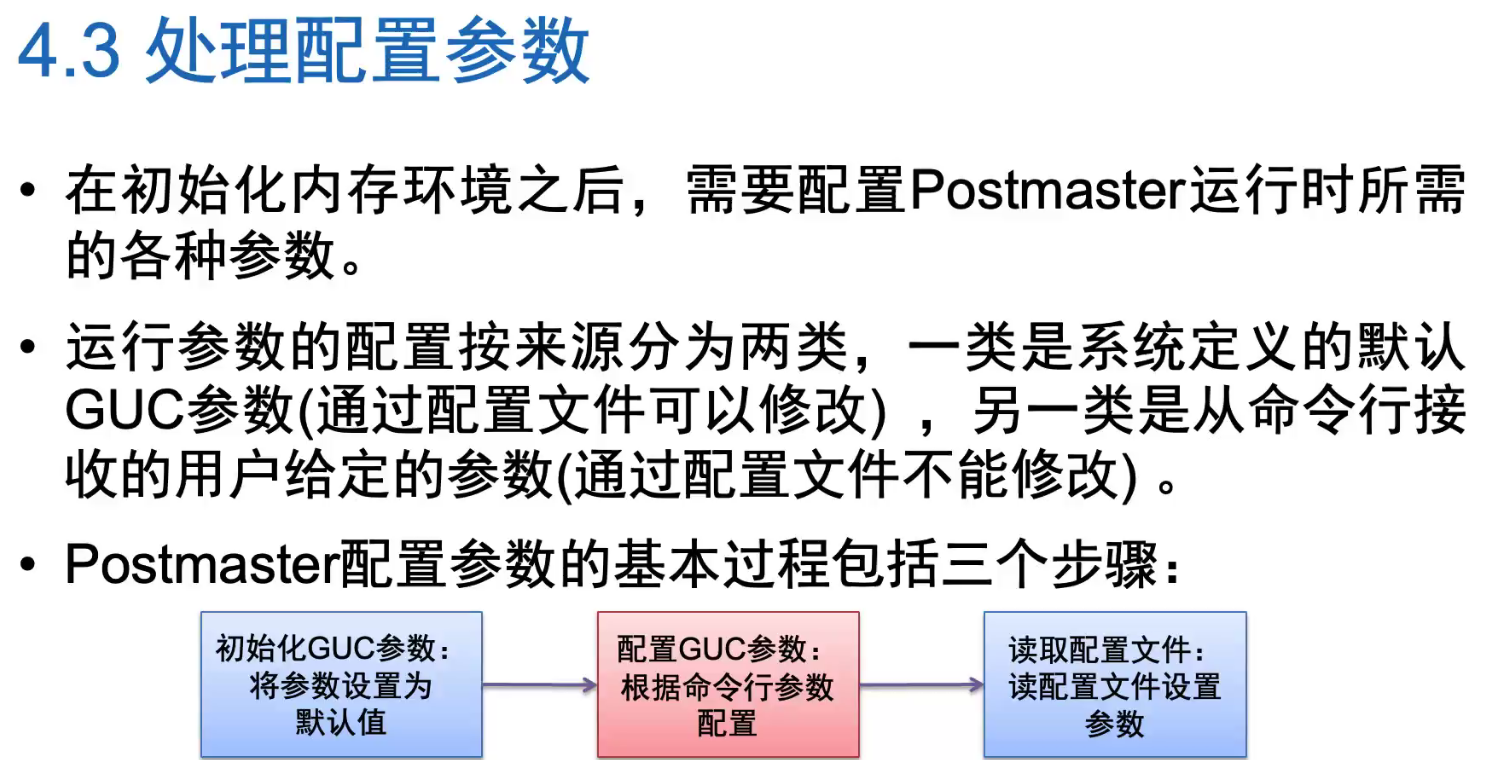 4.3 处理配置参数
• 在初始化内存环境之后，需要配置Postmaster运行时所需
的各种参数。
• 运行参数的配置按来源分为两类，一类是系统定义的默认
GUC参数(通过配置文件可以修改) ，另一类是从命令行接
收的用户给定的参数(通过配置文件不能修改) 。
• Postmaster配置参数的基本过程包括三个步骤：
初始化GUC参数：
将参数设置为
默认值
配置GUC参数：
根据命令行参数
配置
读取配置文件：
读配置文件设置
参数